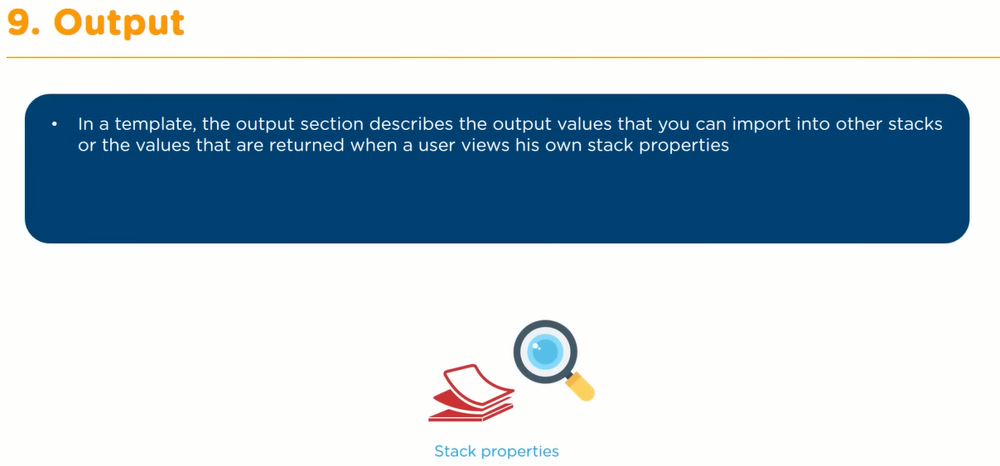 9. Output
• In a template, the output section describes the output values that you can import into other stacks
or the values that are returned when a user views his own stack properties
Stack properties